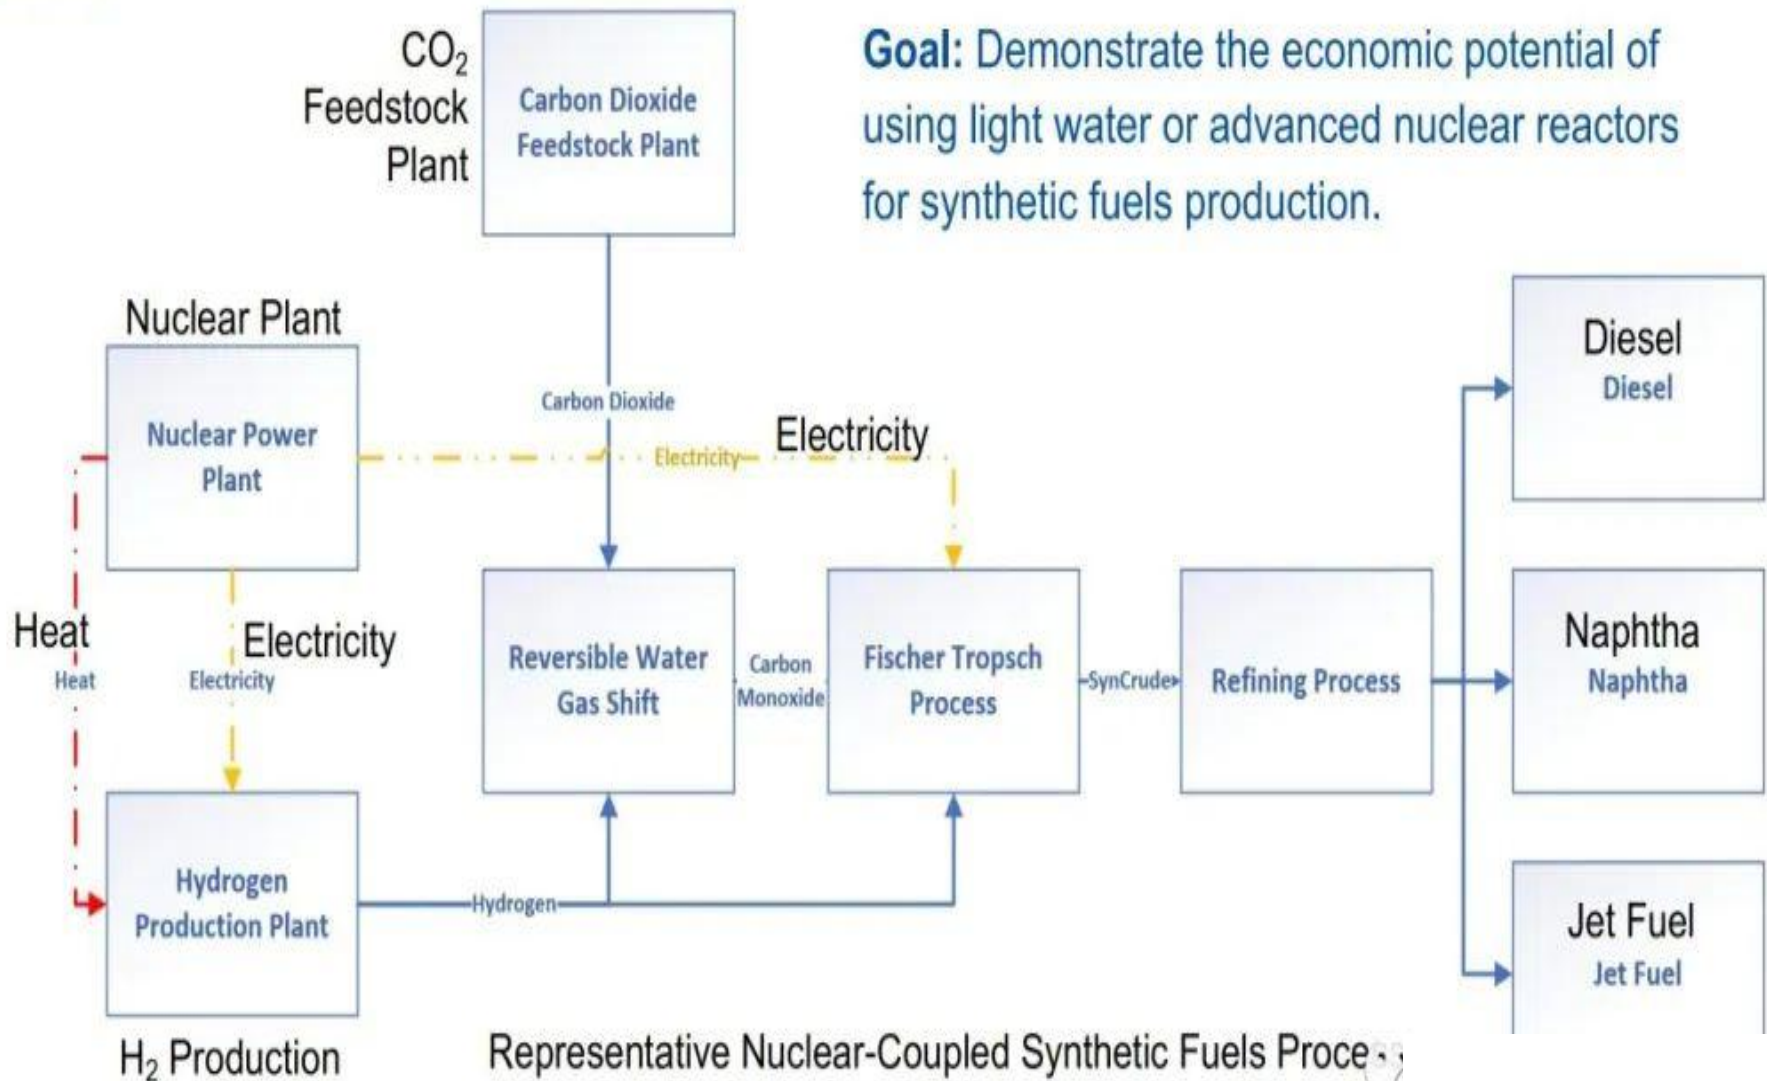 CO₂
Feedstock
Plant
Carbon Dioxide
Feedstock Plant
Goal: Demonstrate the economic potential of
using light water or advanced nuclear reactors
for synthetic fuels production.
Nuclear Plant
Nuclear Power
Plant
Carbon Dioxide
Electricity
Electricity
Diesel
Diesel
Heat
Heat
Electricity
Electricity
Reversible Water
Gas Shift
Carbon
Monoxide
Fischer Tropsch
Process
SynCrude
Refining Process
Naphtha
Naphtha
Hydrogen
Production Plant
Hydrogen
Jet Fuel
Jet Fuel
H₂ Production
Representative Nuclear-Coupled Synthetic Fuels